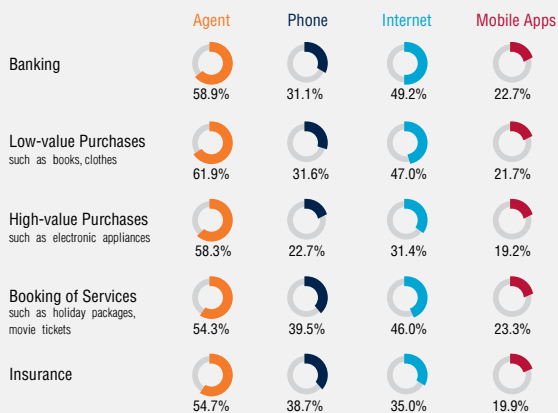 Agent Phone Internet Mobile Apps
Banking
58.9% 31.1% 49.2% 22.7%
Low-value Purchases
such as books, clothes
61.9% 31.6% 47.0% 21.7%
High-value Purchases
such as electronic appliances
58.3% 22.7% 31.4% 19.2%
Booking of Services
such as holiday packages,
movie tickets
54.3% 39.5% 46.0% 23.3%
Insurance
54.7% 38.7% 35.0% 19.9%